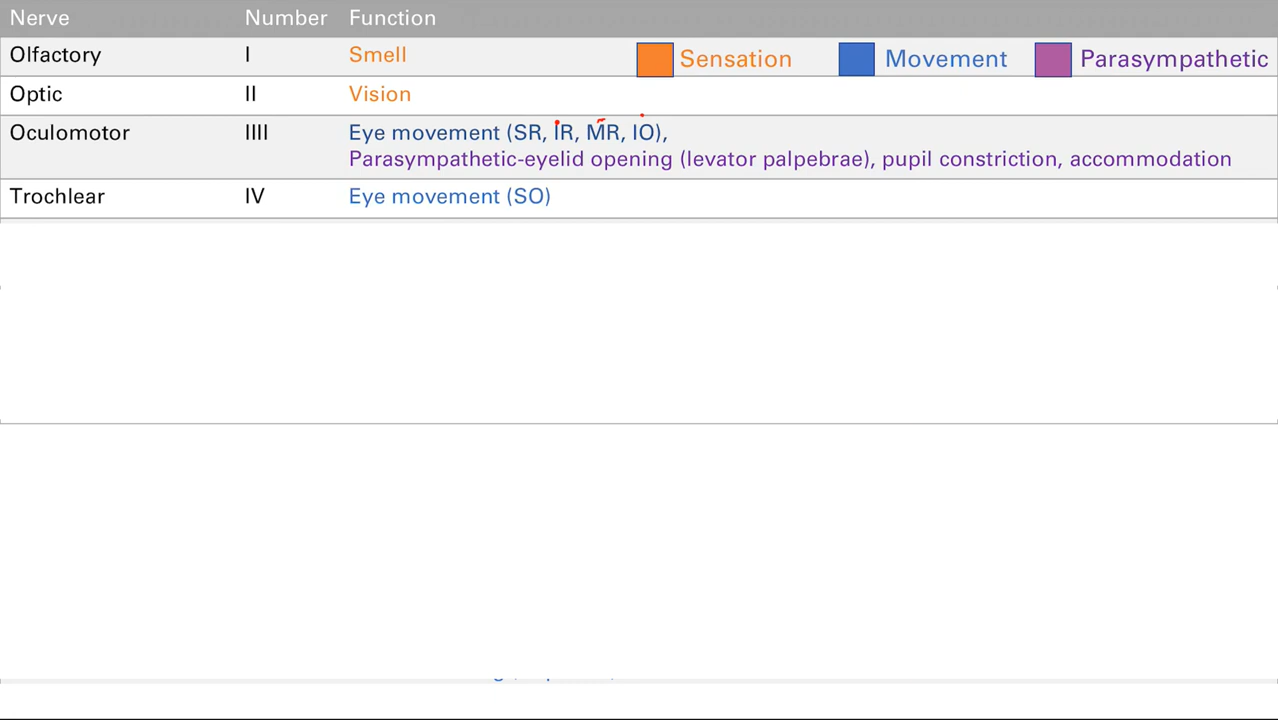 Nerve Number Function
Olfactory I Smell
Sensation Movement Parasympathetic
Optic II Vision
Oculomotor IIII Eye movement (SR, IR, MR, IO),
Parasympathetic-eyelid opening (levator palpebrae), pupil constriction, accommodation
Trochlear IV Eye movement (SO)